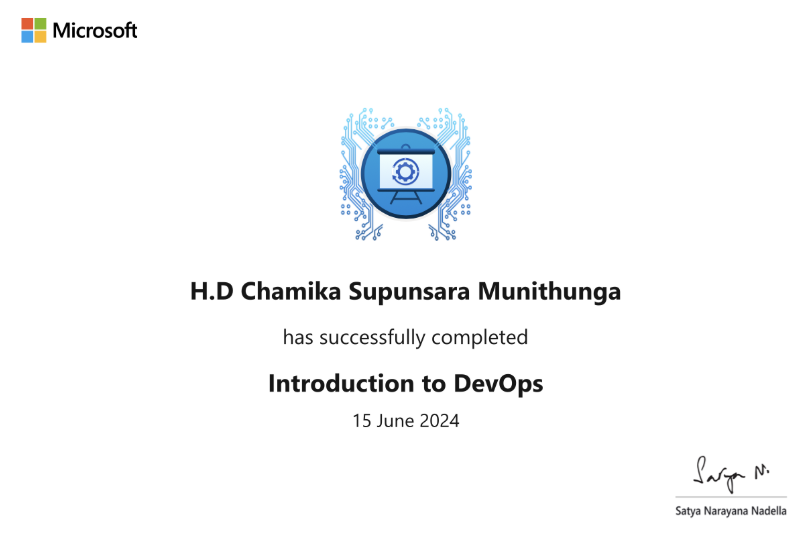 Microsoft
H.D Chamika Supunsara Munithunga
has successfully completed
Introduction to DevOps
15 June 2024
Satya N.
Satya Narayana Nadella